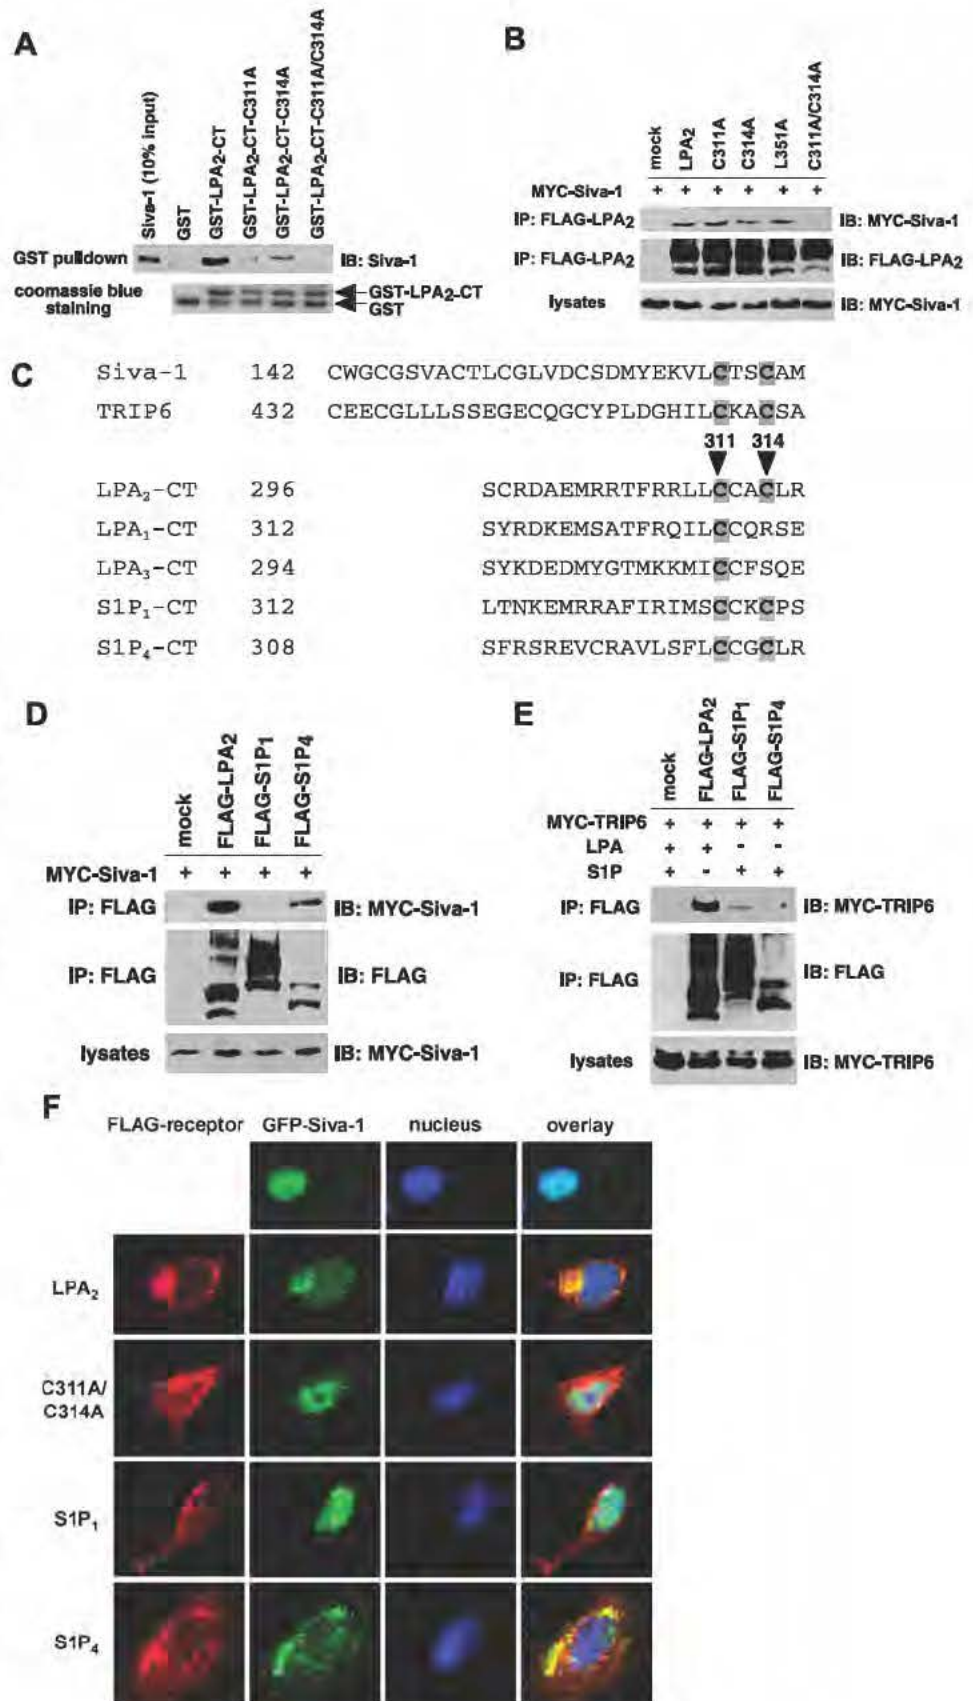 A
Siva-1 (10% input)
GST
GST-LPA2-CT
GST-LPA2-CT-C311A
GST-LPA2-CT-C314A
GST-LPA2-CT-C311A/C314A
GST pulldown
IB: Siva-1
coomassie blue
staining
GST-LPA2-CT
GST
B
mock
LPA2
C311A
C314A
L351A
C311A/C314A
MYC-Siva-1 + + + + + +
IP: FLAG-LPA2
IB: MYC-Siva-1
IP: FLAG-LPA2
IB: FLAG-LPA2
lysates
IB: MYC-Siva-1
C
Siva-1 142 CWGCGSVACTLCGLVDCSDMYEKVLCTSCAM
TRIP6 432 CEECGLLLSSEGECQGCYPLDGHILCKACSA
311 314
LPA2-CT 296 SCRDAEMRRTFRRLLCCACLR
LPA1-CT 312 SYRDKEMSATFRQILCCQRSE
LPA3-CT 294 SYKDEDMYGTMKKMICCFSQE
S1P1-CT 312 LTNKEMRRAFIRIMSCCKCPS
S1P4-CT 308 SFRSREVCRAVLSFLCCGCLR
D
mock
FLAG-LPA2
FLAG-S1P1
FLAG-S1P4
MYC-Siva-1 + + + +
IP: FLAG
IB: MYC-Siva-1
IP: FLAG
IB: FLAG
lysates
IB: MYC-Siva-1
E
mock
FLAG-LPA2
FLAG-S1P1
FLAG-S1P4
MYC-TRIP6 + + + +
LPA + + - -
S1P + - + +
IP: FLAG
IB: MYC-TRIP6
IP: FLAG
IB: FLAG
lysates
IB: MYC-TRIP6
F
FLAG-receptor GFP-Siva-1 nucleus overlay
LPA2
C311A/
C314A
S1P1
S1P4